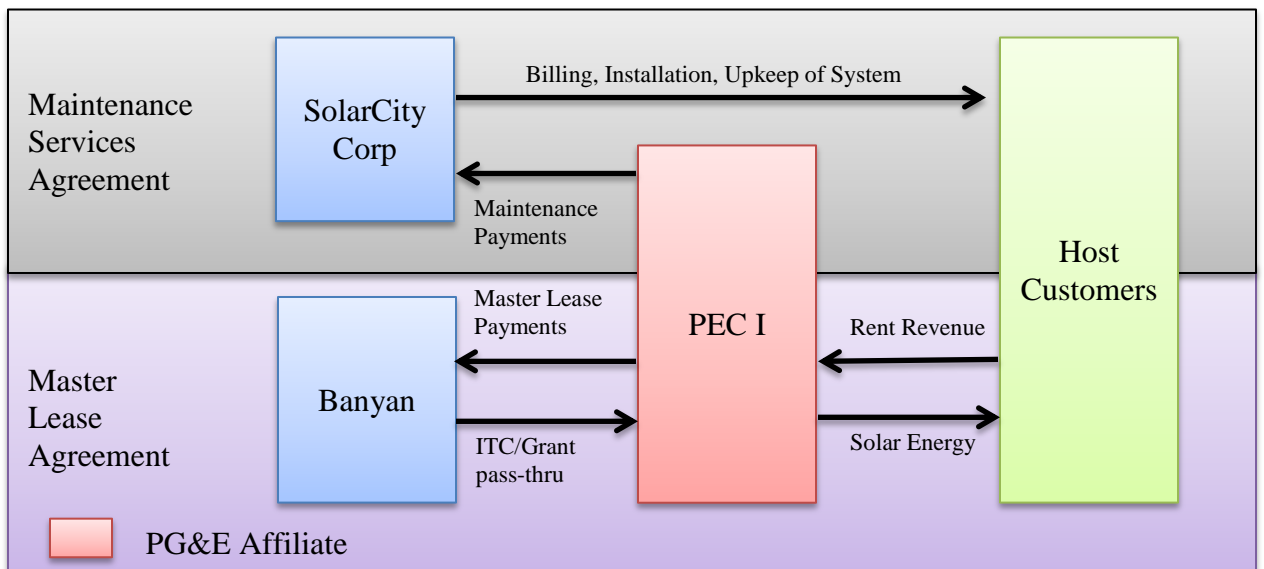 Maintenance
Services
Agreement
SolarCity
Corp
Billing, Installation, Upkeep of System
Maintenance
Payments
Host
Customers
PEC I
Master Lease
Payments
Rent Revenue
Master
Lease
Agreement
Banyan
ITC/Grant
pass-thru
Solar Energy
PG&E Affiliate